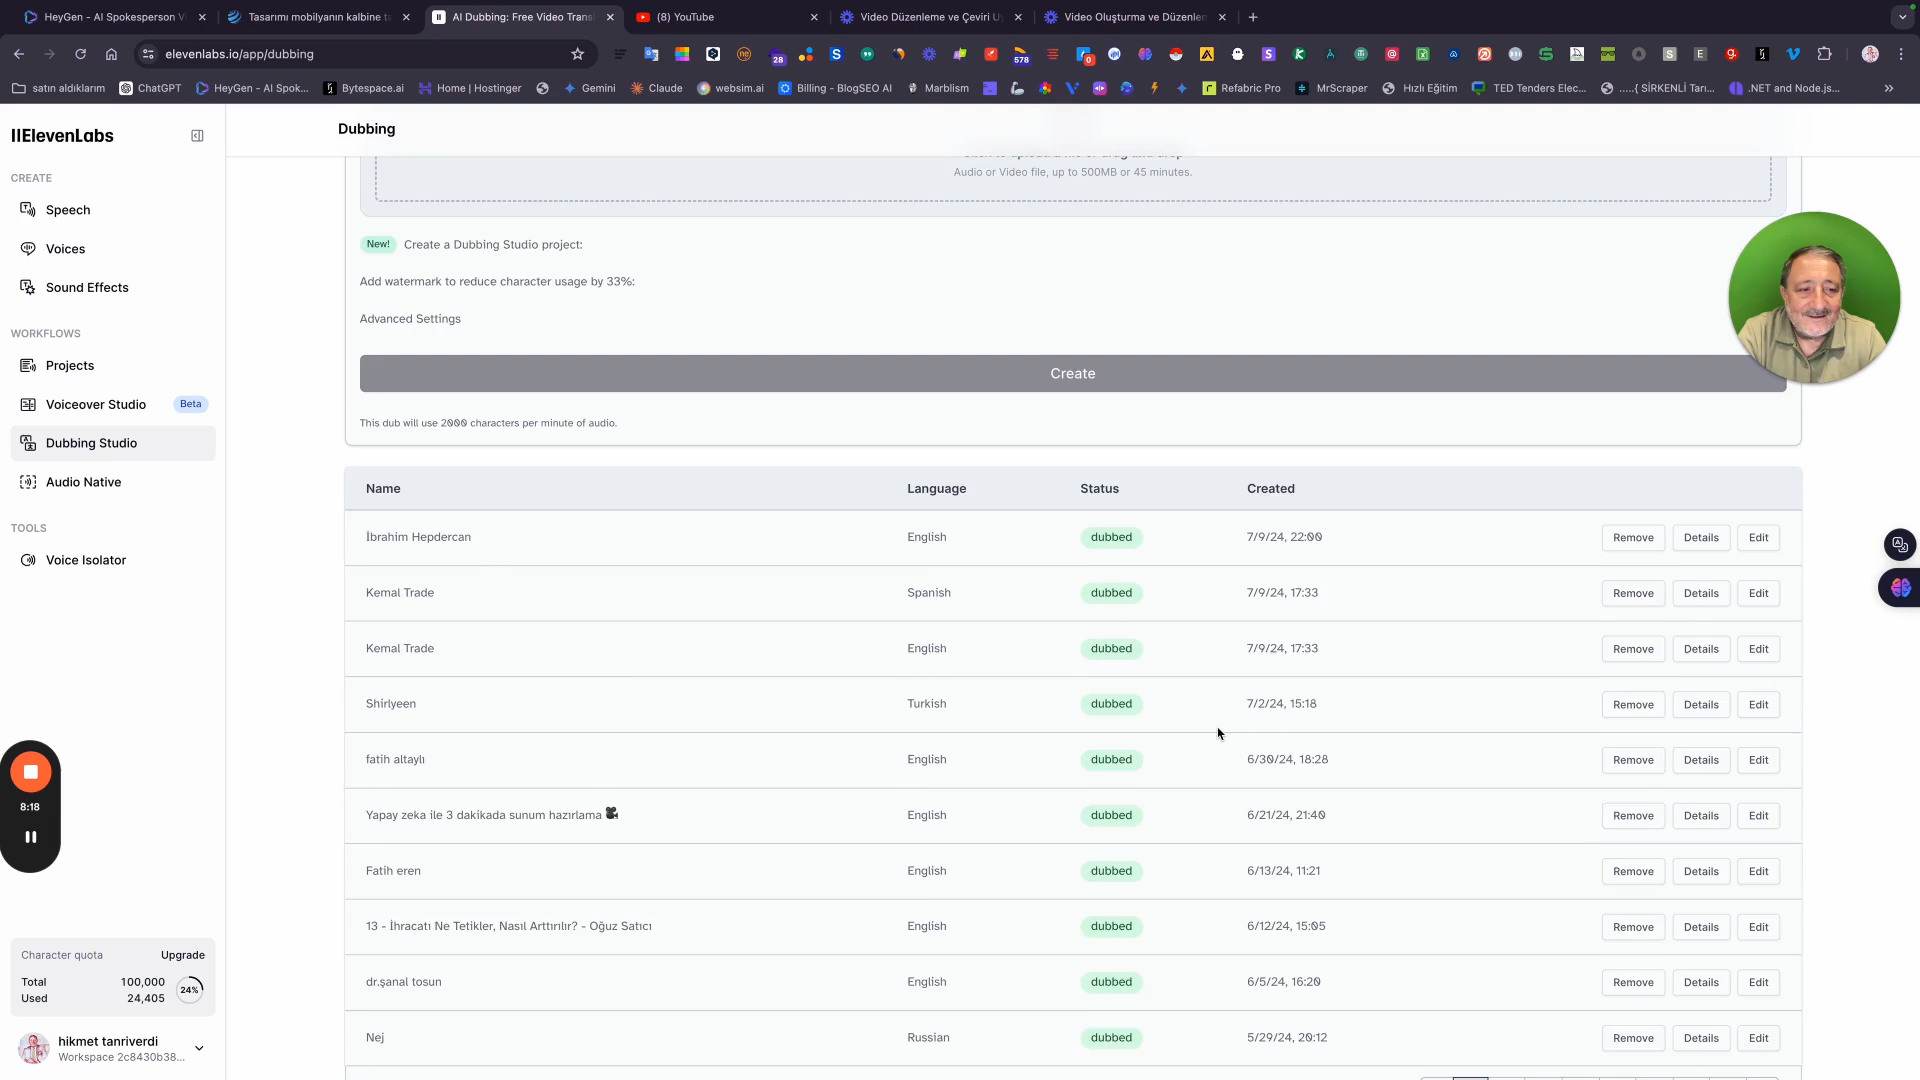 HeyGen - AI Spokesperson V
Tasarımı mobilyanın kalbine ta
AI Dubbing: Free Video Transl
(8) YouTube
Video Düzenleme ve Çeviri U
Video Oluşturma ve Düzenlen
elevenlabs.io/app/dubbing
28
578
0
satın aldıklarım
ChatGPT
HeyGen - AI Spok...
Bytespace.ai
Home | Hostinger
Gemini
Claude
websim.ai
Billing - BlogSEO AI
Marblism
Refabric Pro
MrScraper
Hızlı Eğitim
TED Tenders Elec...
.....{ SİRKENLİ Tarı...
.NET and Node.js...
IIElevenLabs
Dubbing
CREATE
Speech
Voices
Sound Effects
WORKFLOWS
Projects
Voiceover Studio Beta
Dubbing Studio
Audio Native
TOOLS
Voice Isolator
Audio or Video file, up to 500MB or 45 minutes.
New! Create a Dubbing Studio project:
Add watermark to reduce character usage by 33%:
Advanced Settings
Create
This dub will use 2000 characters per minute of audio.
Name Language Status Created
İbrahim Hepdercan English dubbed 7/9/24, 22:00 Remove Details Edit
Kemal Trade Spanish dubbed 7/9/24, 17:33 Remove Details Edit
Kemal Trade English dubbed 7/9/24, 17:33 Remove Details Edit
Shirlyeen Turkish dubbed 7/2/24, 15:18 Remove Details Edit
fatih altaylı English dubbed 6/30/24, 18:28 Remove Details Edit
Yapay zeka ile 3 dakikada sunum hazırlama English dubbed 6/21/24, 21:40 Remove Details Edit
Fatih eren English dubbed 6/13/24, 11:21 Remove Details Edit
13 - İhracatı Ne Tetikler, Nasıl Arttırılır? - Oğuz Satıcı English dubbed 6/12/24, 15:05 Remove Details Edit
dr.şanal tosun English dubbed 6/5/24, 16:20 Remove Details Edit
Nej Russian dubbed 5/29/24, 20:12 Remove Details Edit
8:18
Character quota Upgrade
Total 100,000
Used 24,405
24%
hikmet tanriverdi
Workspace 2c8430b38...